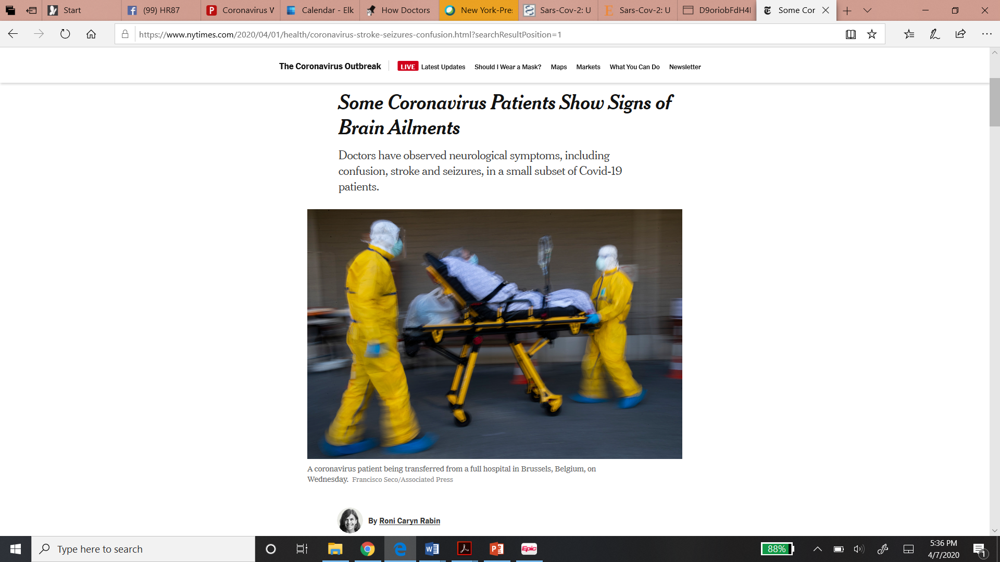 Start
(99) HR87
Coronavirus V
Calendar - Elk
How Doctors
New York-Pre
Sars-Cov-2: U
Sars-Cov-2: U
D9oriobFdH4
Some Cor
https://www.nytimes.com/2020/04/01/health/coronavirus-stroke-seizures-confusion.html?searchResultPosition=1
The Coronavirus Outbreak
LIVE Latest Updates Should I Wear a Mask? Maps Markets What You Can Do Newsletter
Some Coronavirus Patients Show Signs of
Brain Ailments
Doctors have observed neurological symptoms, including
confusion, stroke and seizures, in a small subset of Covid-19
patients.
A coronavirus patient being transferred from a full hospital in Brussels, Belgium, on
Wednesday. Francisco Seco/Associated Press
By Roni Caryn Rabin
Type here to search
Epic
88%
5:36 PM
4/7/2020
1